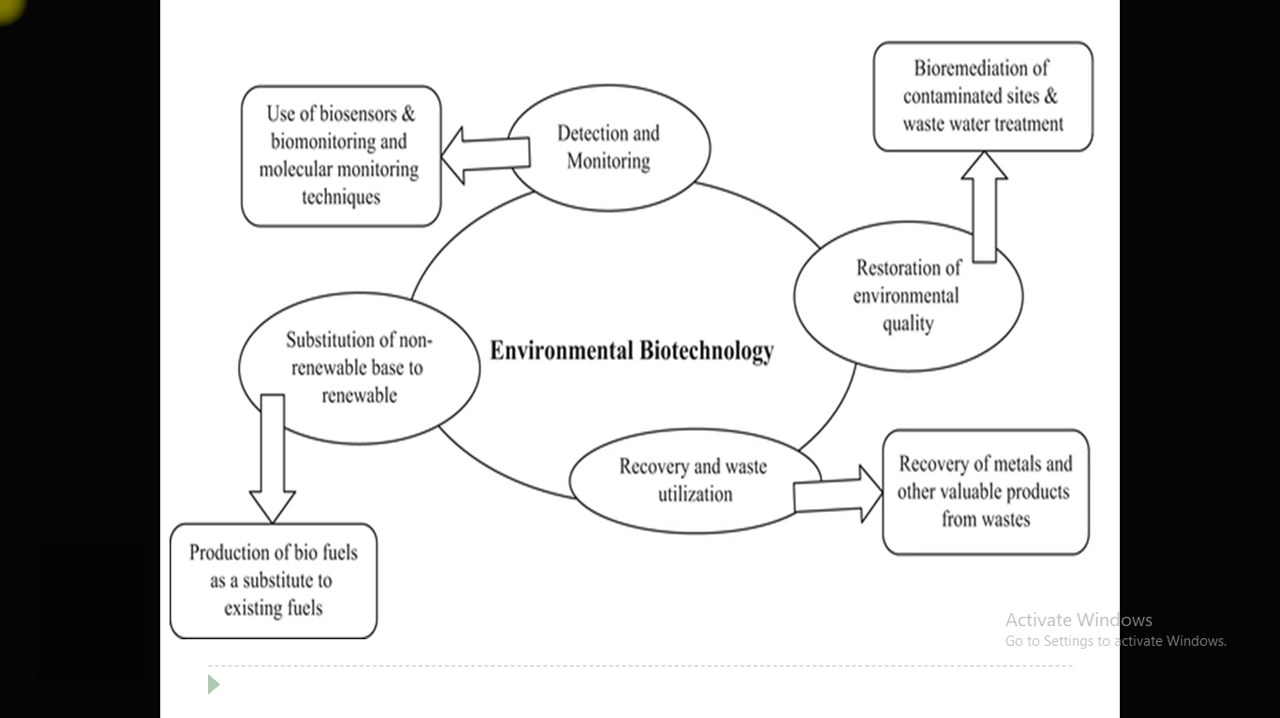 Bioremediation of
contaminated sites &
waste water treatment
Use of biosensors &
biomonitoring and
molecular monitoring
techniques
Detection and
Monitoring
Restoration of
environmental
quality
Substitution of non-
renewable base to
renewable
Environmental Biotechnology
Recovery and waste
utilization
Recovery of metals and
other valuable products
from wastes
Production of bio fuels
as a substitute to
existing fuels
Activate Windows
Go to Settings to activate Windows.